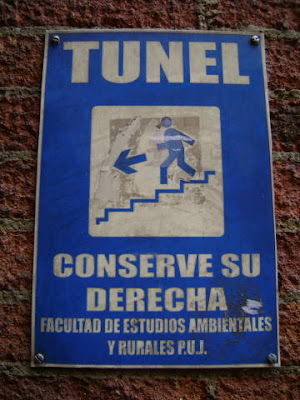 TUNEL
CONSERVE SU
DERECHA
FACULTAD DE ESTUDIOS AMBIENTALES
Y RURALES P.U.J.